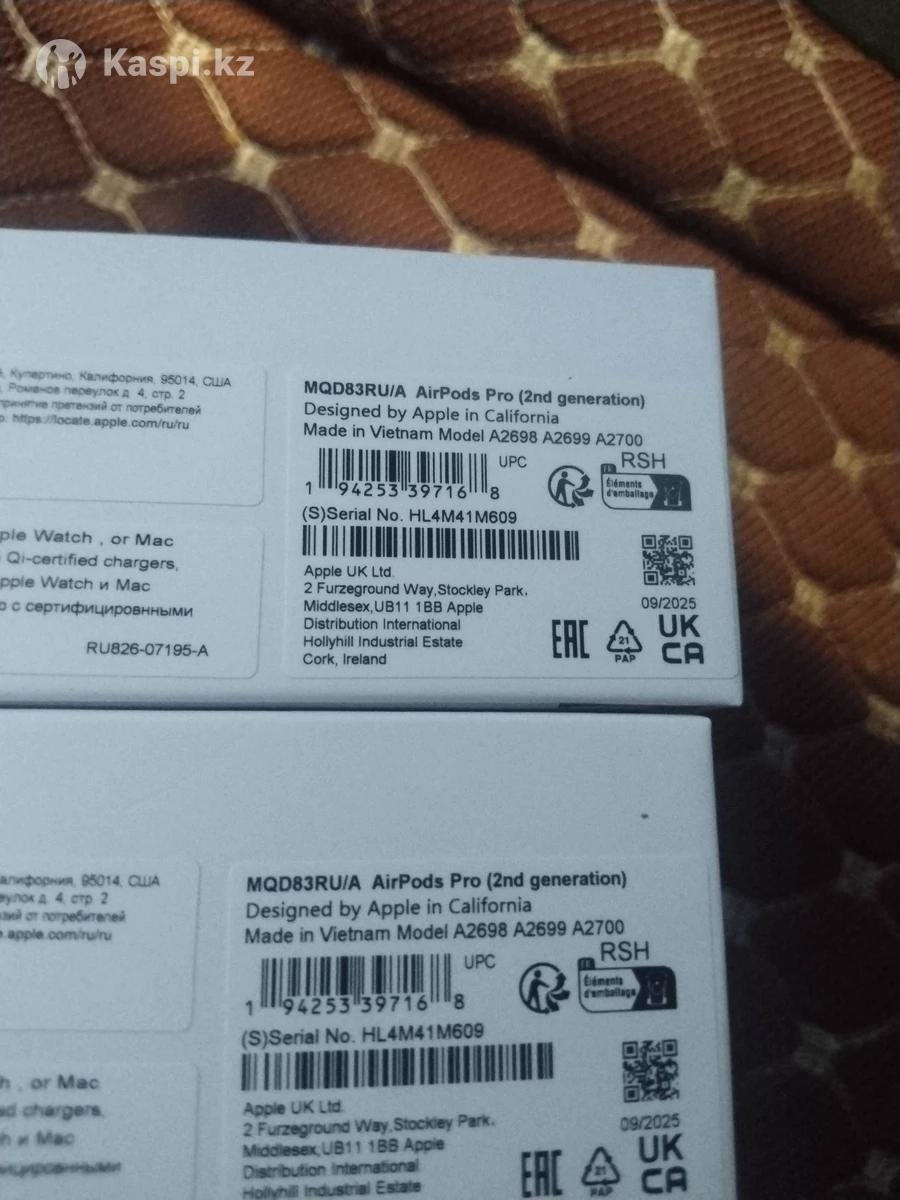 Kaspi.kz
Купертино, Калифорния, 95014, США
Романов переулок д. 4, стр. 2
принятие претензий от потребителей
https://locate.apple.com/ru/ru
MQD83RU/A AirPods Pro (2nd generation)
Designed by Apple in California
Made in Vietnam Model A2698 A2699 A2700
UPC
RSH
FR
Éléments
d'emballage
1 94253 39716 8
(S)Serial No. HL4M41M609
Apple UK Ltd.
2 Furzeground Way,Stockley Park,
Middlesex,UB11 1BB Apple
Distribution International
Hollyhill Industrial Estate
Cork, Ireland
09/2025
EAC
21
PAP
UK
CA
Watch , or Mac
Qi-certified chargers,
Watch и Mac
с сертифицировнными
RU826-07195-A
95014, США
д. 4, стр. 2
от потребителей
.apple.com/ru/ru
MQD83RU/A AirPods Pro (2nd generation)
Designed by Apple in California
Made in Vietnam Model A2698 A2699 A2700
UPC
RSH
FR
Éléments
d'emballage
1 94253 39716 8
(S)Serial No. HL4M41M609
Apple UK Ltd.
2 Furzeground Way,Stockley Park,
Middlesex,UB11 1BB Apple
Distribution International
Hollyhill Industrial Estate
09/2025
EAC
21
PAP
UK
CA
, or Mac
chargers,
и Mac